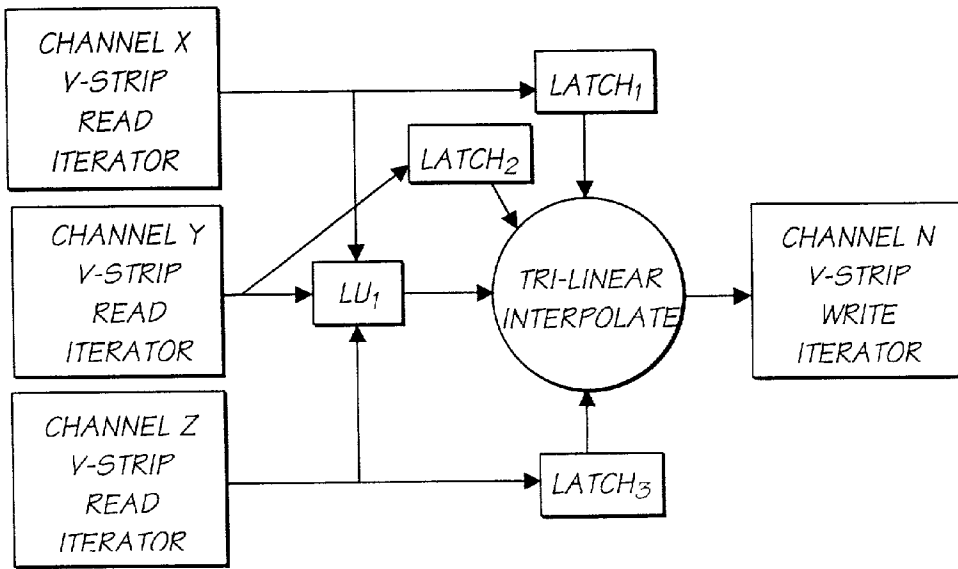 CHANNEL X
V-STRIP
READ
ITERATOR
LATCH₁
LATCH₂
CHANNEL Y
V-STRIP
READ
ITERATOR
LU₁
TRI-LINEAR
INTERPOLATE
CHANNEL N
V-STRIP
WRITE
ITERATOR
CHANNEL Z
V-STRIP
READ
ITERATOR
LATCH₃